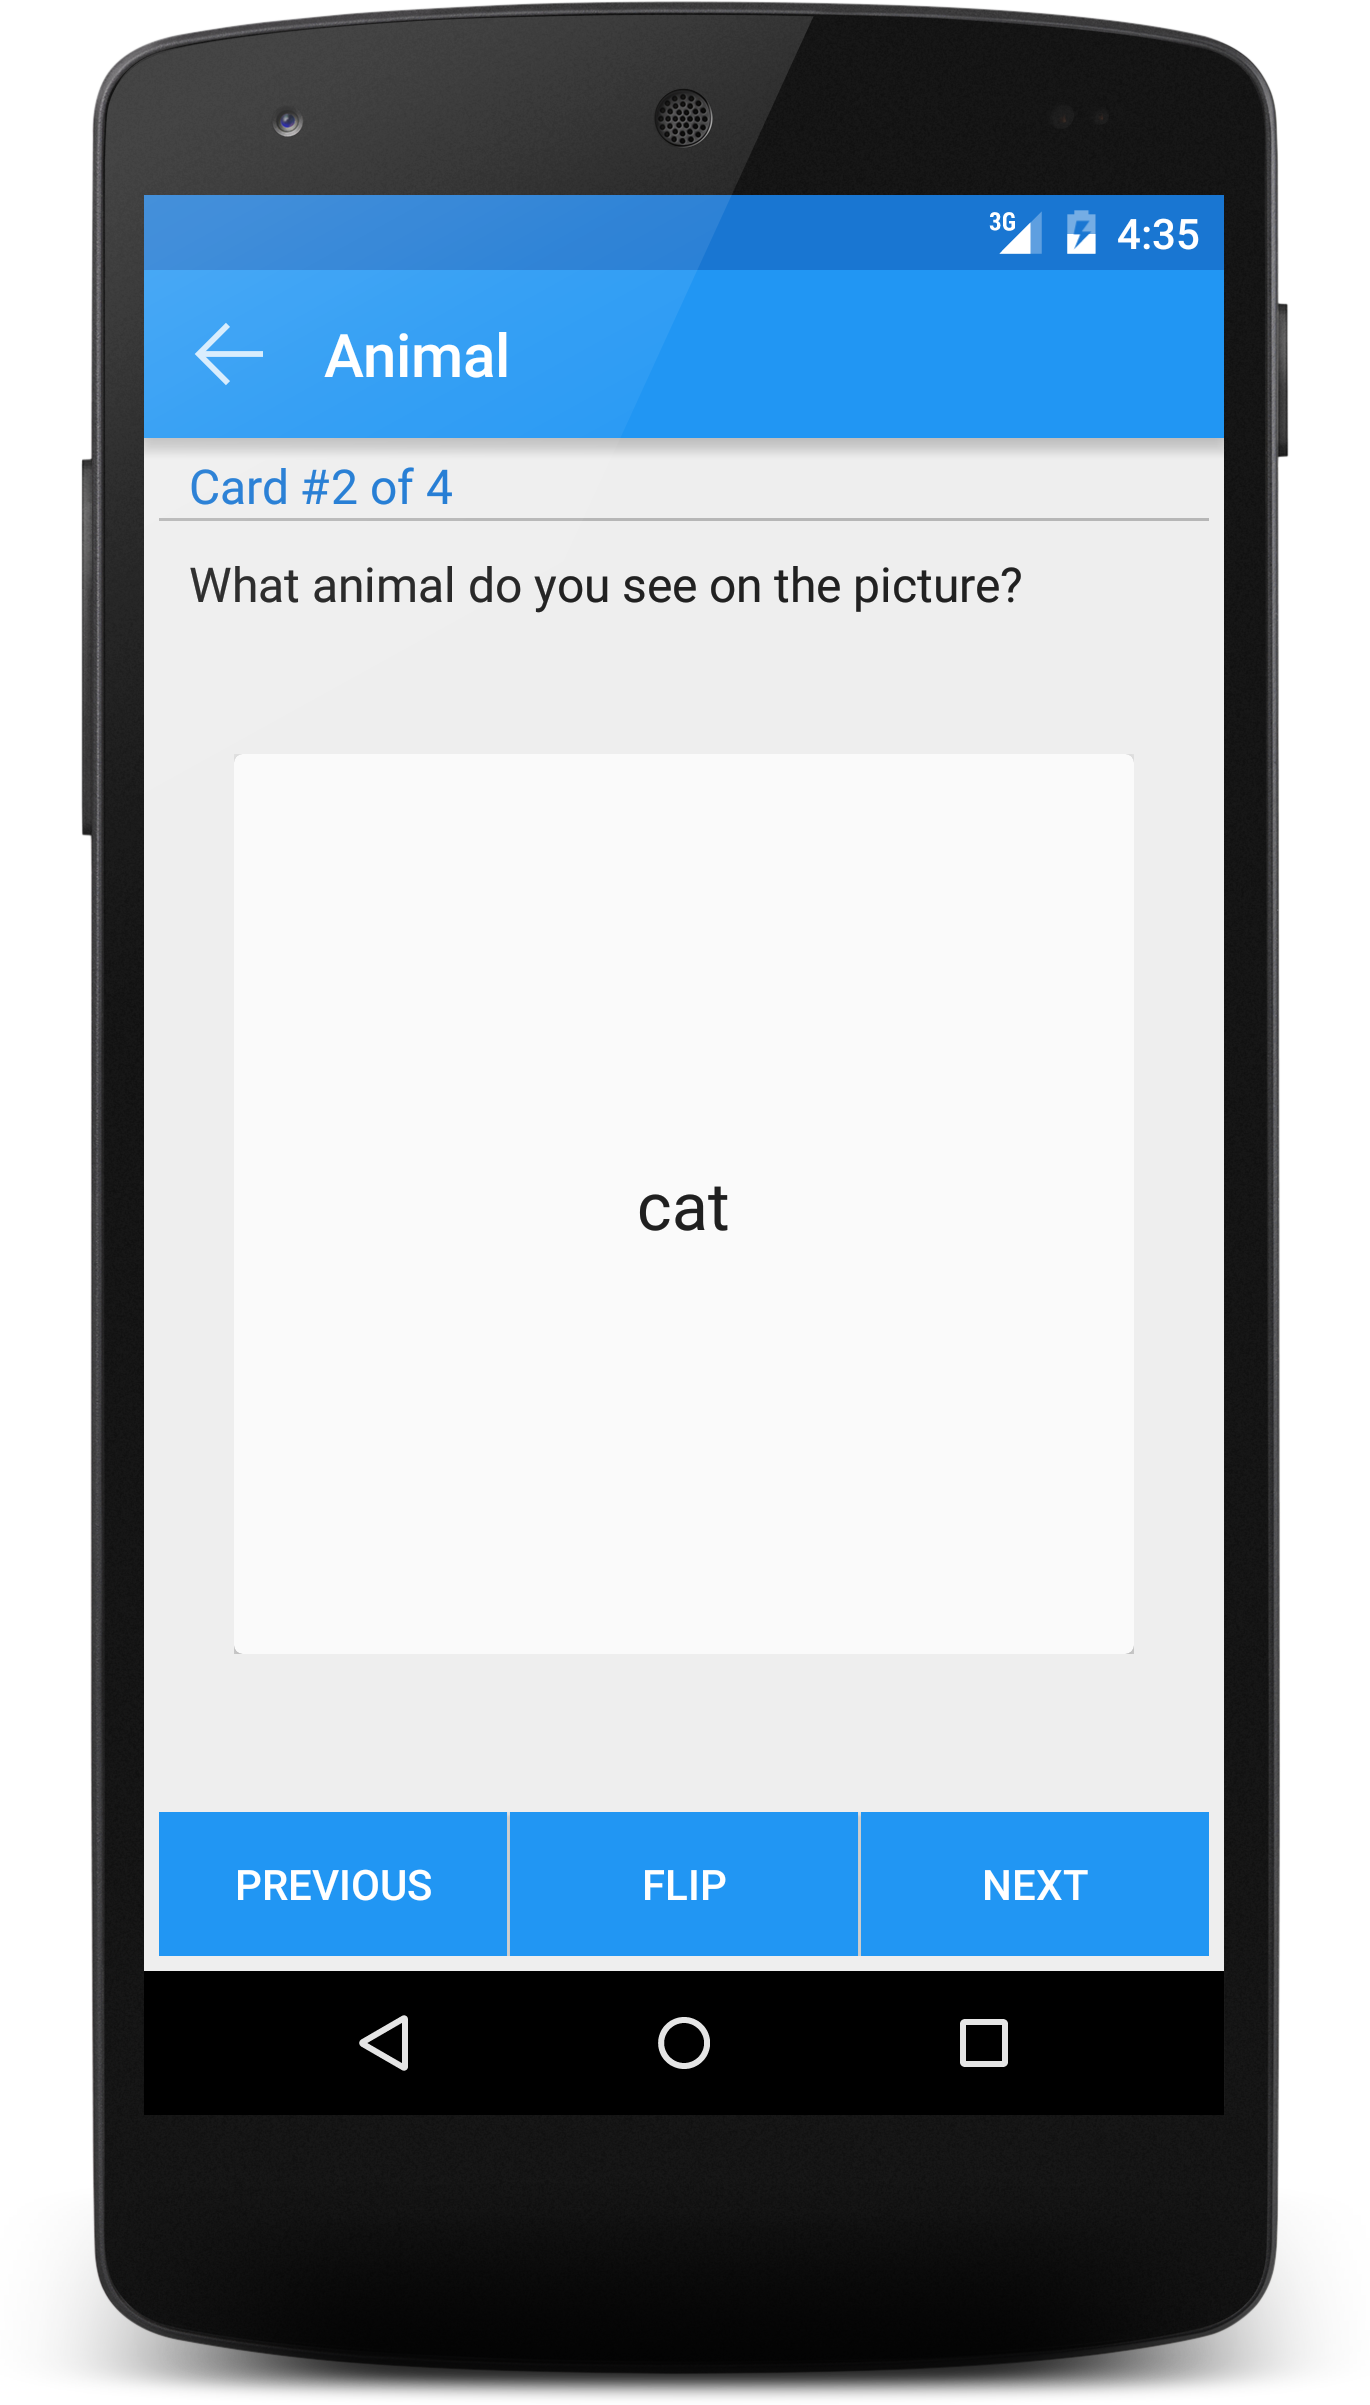 3G 4:35
Animal
Card #2 of 4
What animal do you see on the picture?
cat
PREVIOUS FLIP NEXT